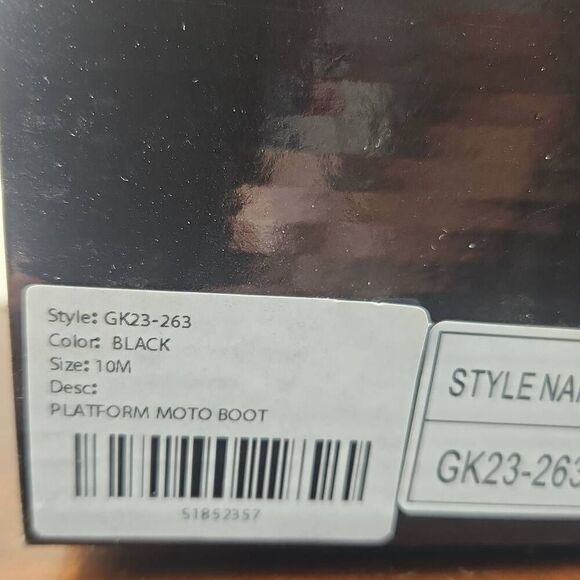 Style: GK23-263
Color: BLACK
Size: 10M
Desc:
PLATFORM MOTO BOOT
51852357
STYLE NA
GK23-263